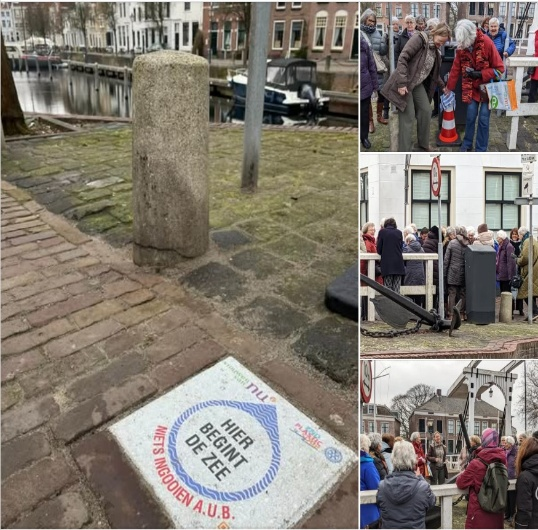 nu
HIER
BEGINT
DE ZEE
NIETS INGOOIEN A.U.B.